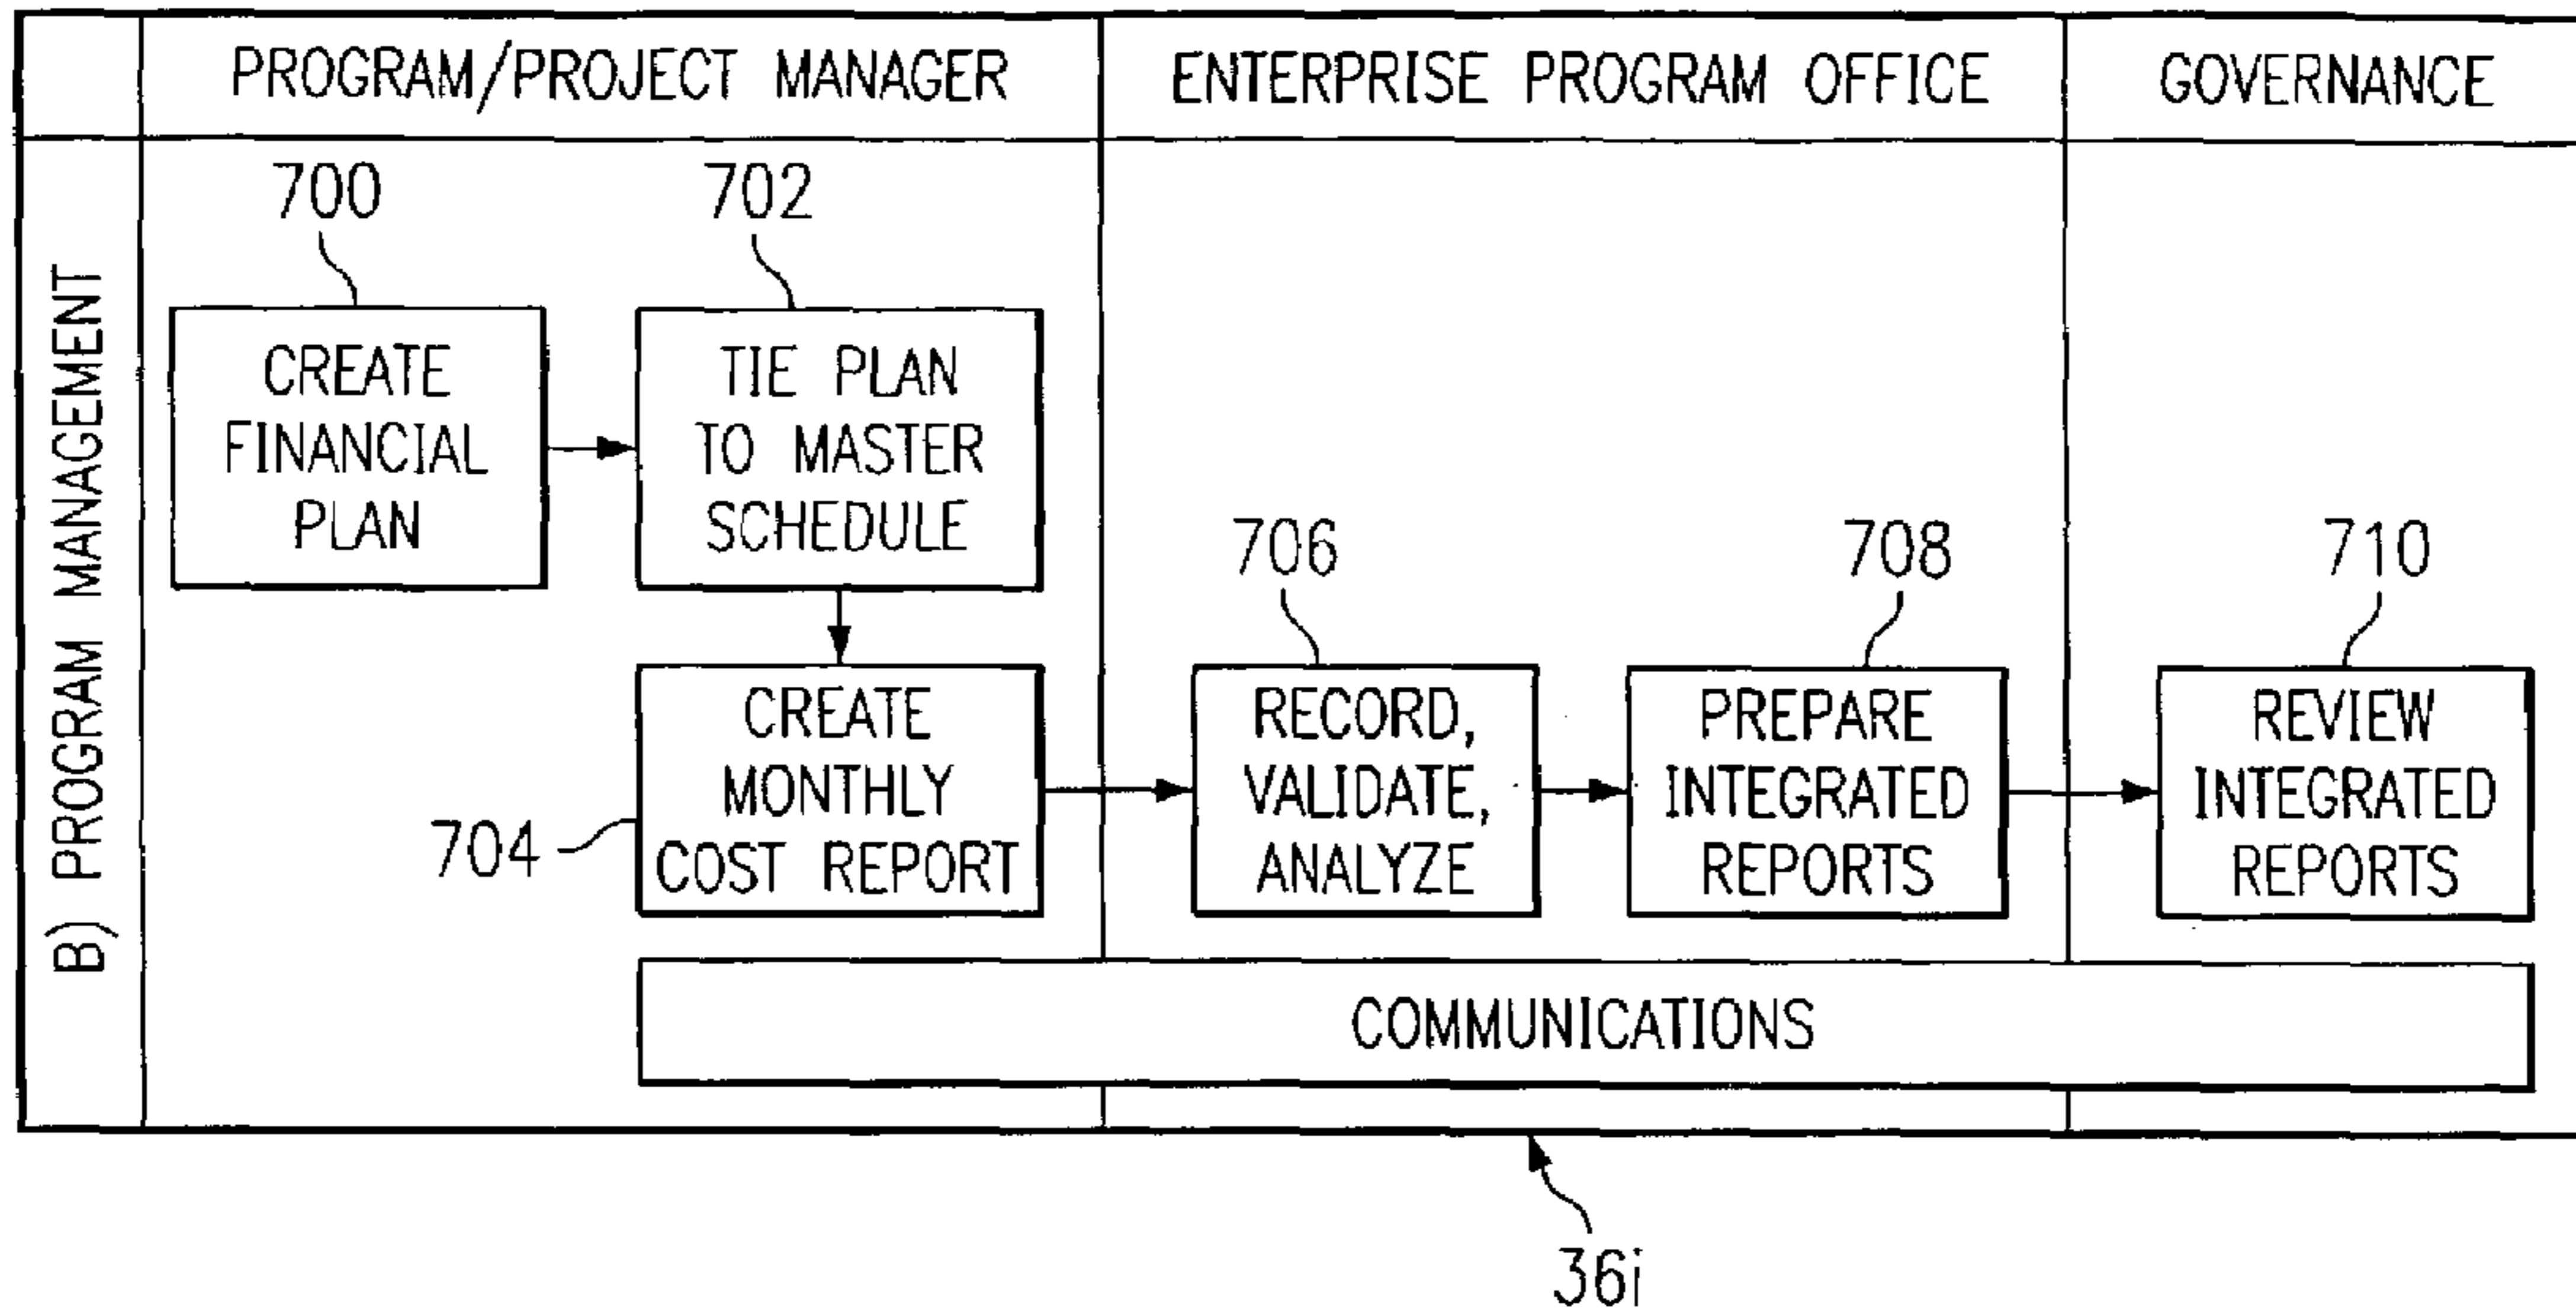 PROGRAM/PROJECT MANAGER
ENTERPRISE PROGRAM OFFICE
GOVERNANCE
B) PROGRAM MANAGEMENT
700
702
CREATE
FINANCIAL
PLAN
TIE PLAN
TO MASTER
SCHEDULE
706
708
710
704
CREATE
MONTHLY
COST REPORT
RECORD,
VALIDATE,
ANALYZE
PREPARE
INTEGRATED
REPORTS
REVIEW
INTEGRATED
REPORTS
COMMUNICATIONS
36i